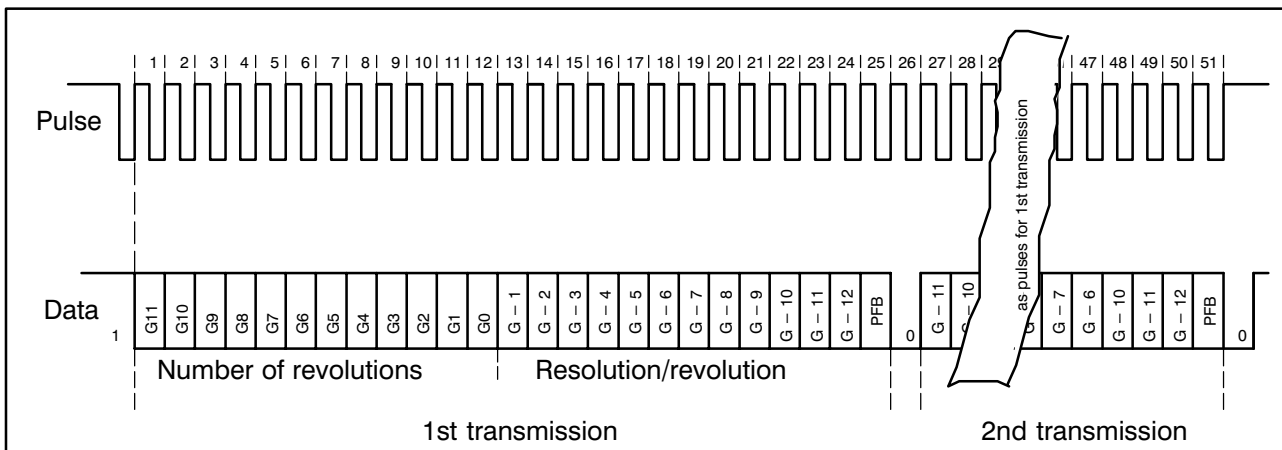 1 2 3 4 5 6 7 8 9 10 11 12 13 14 15 16 17 18 19 20 21 22 23 24 25 26 27 28 47 48 49 50 51
Pulse
as pulses for 1st transmission
Data
1 G11 G10 G9 G8 G7 G6 G5 G4 G3 G2 G1 G0 G – 1 G – 2 G – 3 G – 4 G – 5 G – 6 G – 7 G – 8 G – 9 G – 10 G – 11 G – 12 PFB 0 G – 11 G – 7 G – 6 G – 10 G – 11 G – 12 PFB 0
Number of revolutions Resolution/revolution
1st transmission 2nd transmission